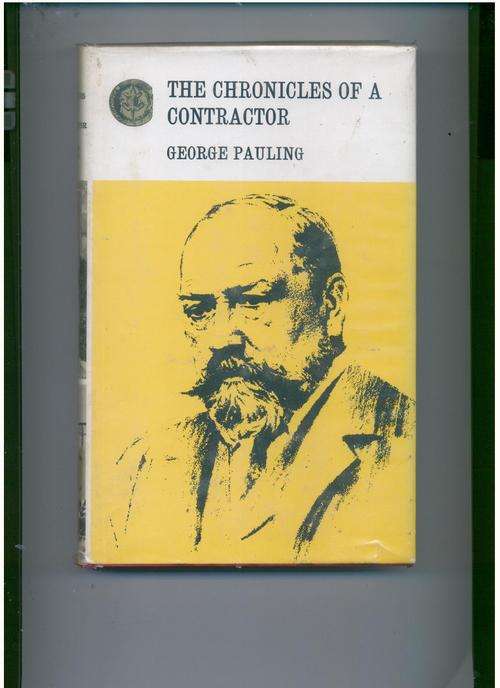 THE CHRONICLES OF A
CONTRACTOR
GEORGE PAULING